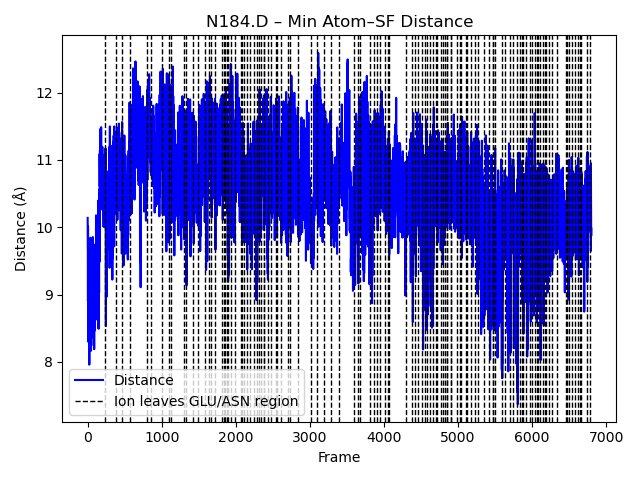 N184.D – Min Atom–SF Distance
Distance (Å)
12
11
10
9
8
Distance
Ion leaves GLU/ASN region
0 1000 2000 3000 4000 5000 6000 7000
Frame